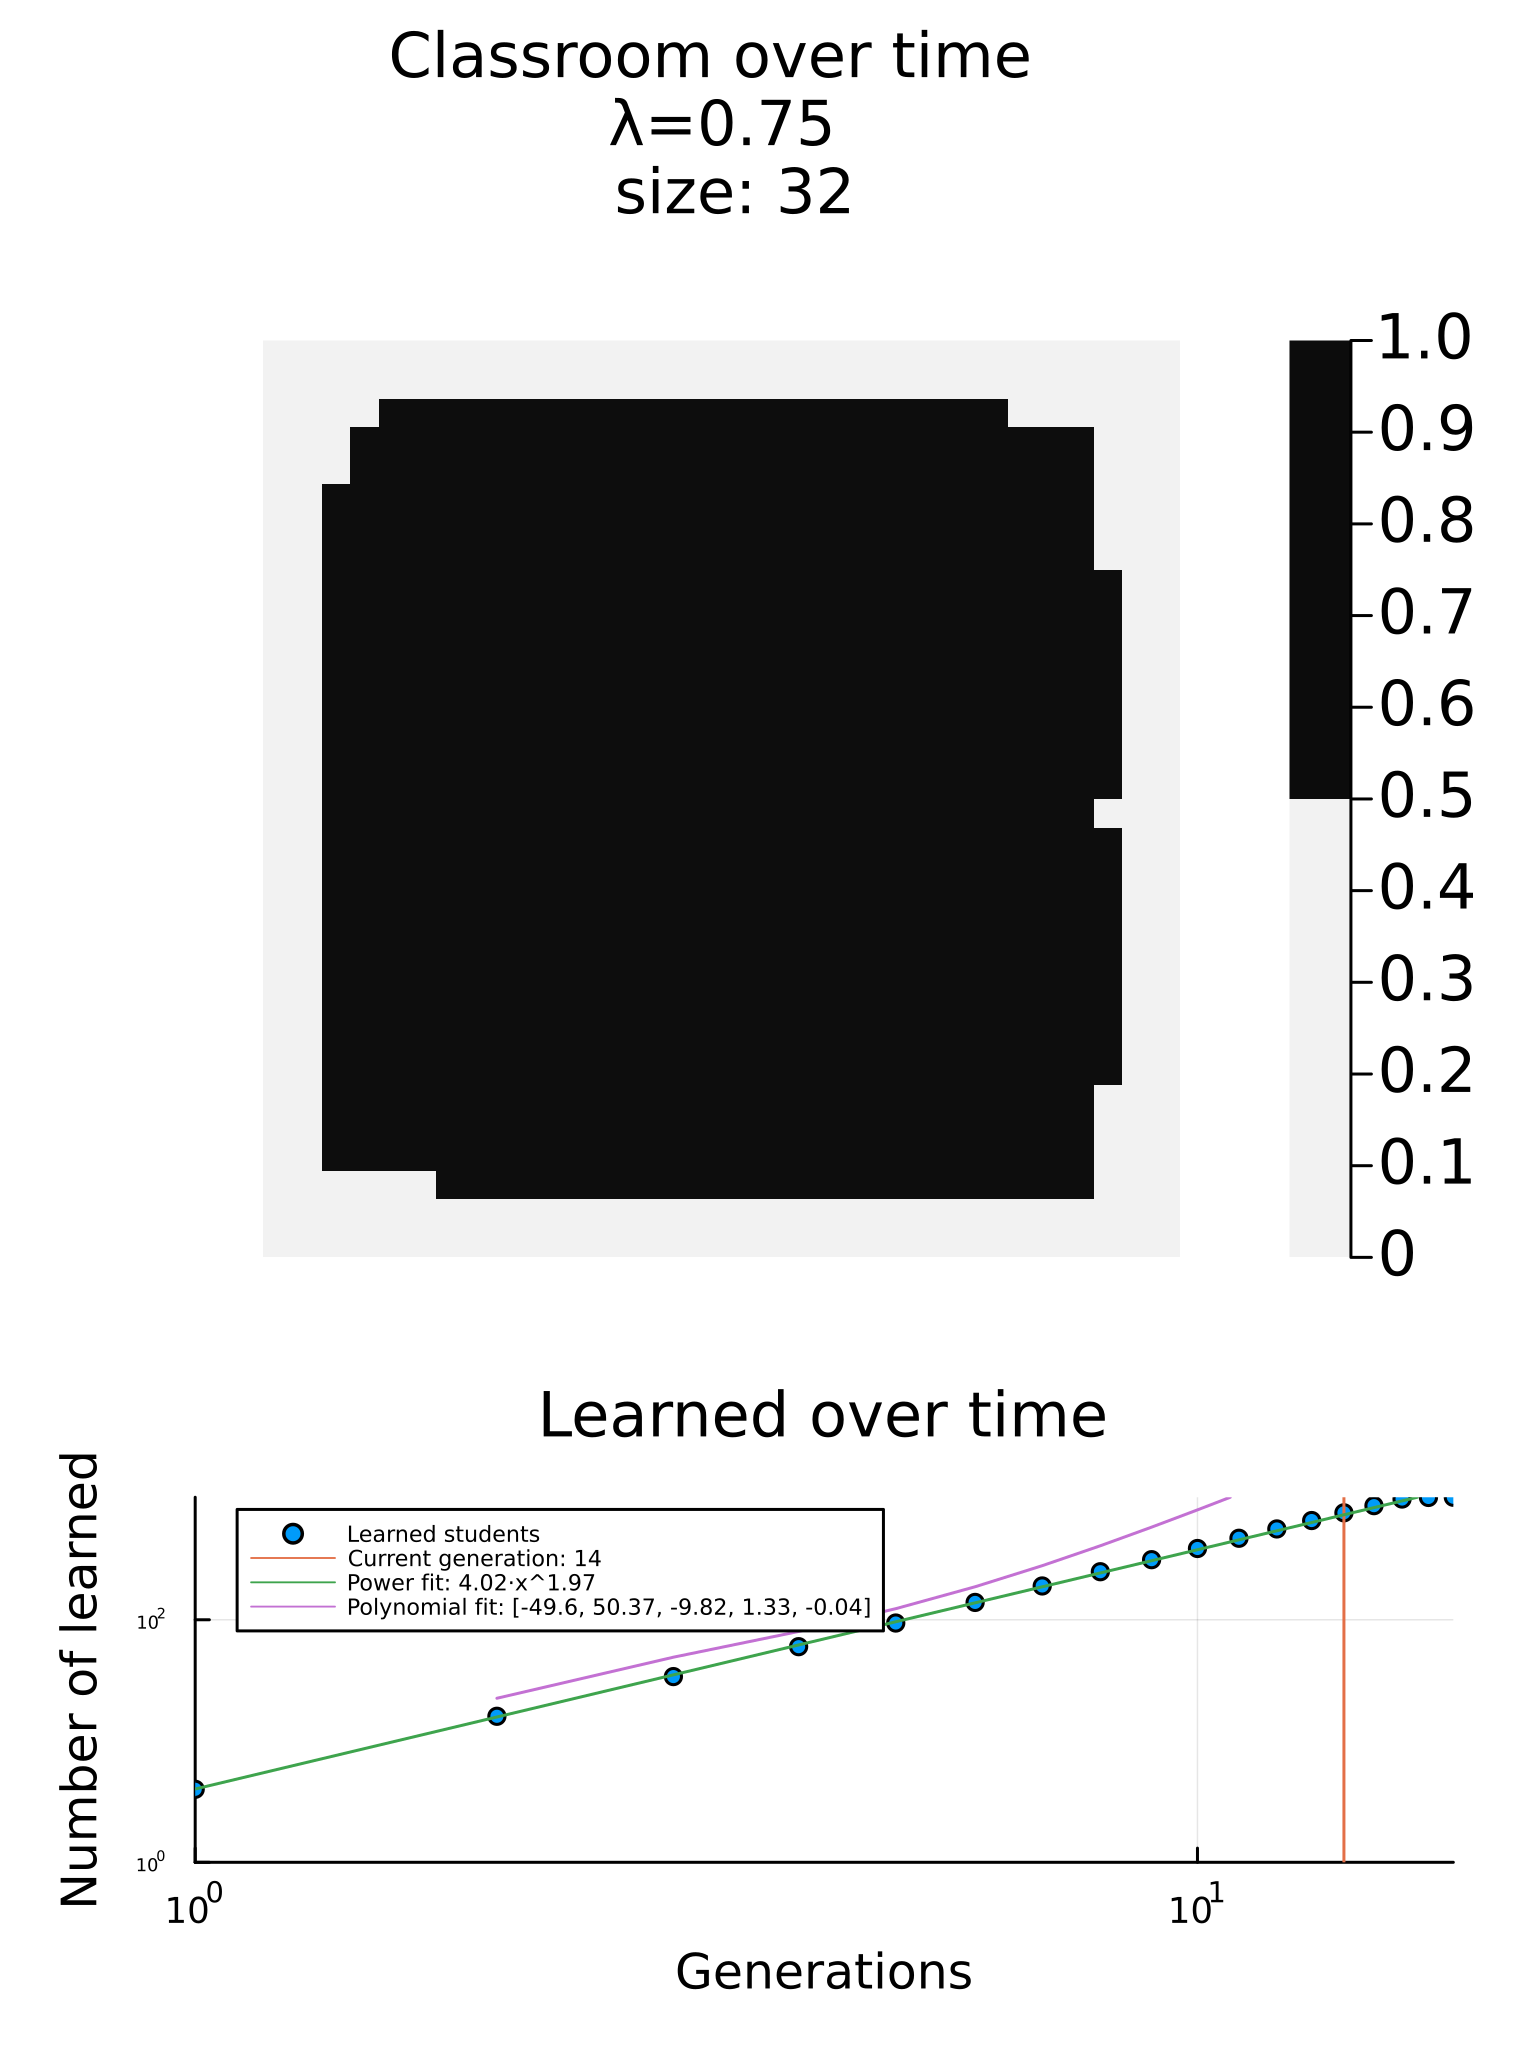 Classroom over time
λ=0.75
size: 32
1.0
0.9
0.8
0.7
0.6
0.5
0.4
0.3
0.2
0.1
0
Learned over time
Number of learned
Learned students
Current generation: 14
Power fit: 4.02·x^1.97
Polynomial fit: [-49.6, 50.37, -9.82, 1.33, -0.04]
10²
10⁰
10⁰
10¹
Generations